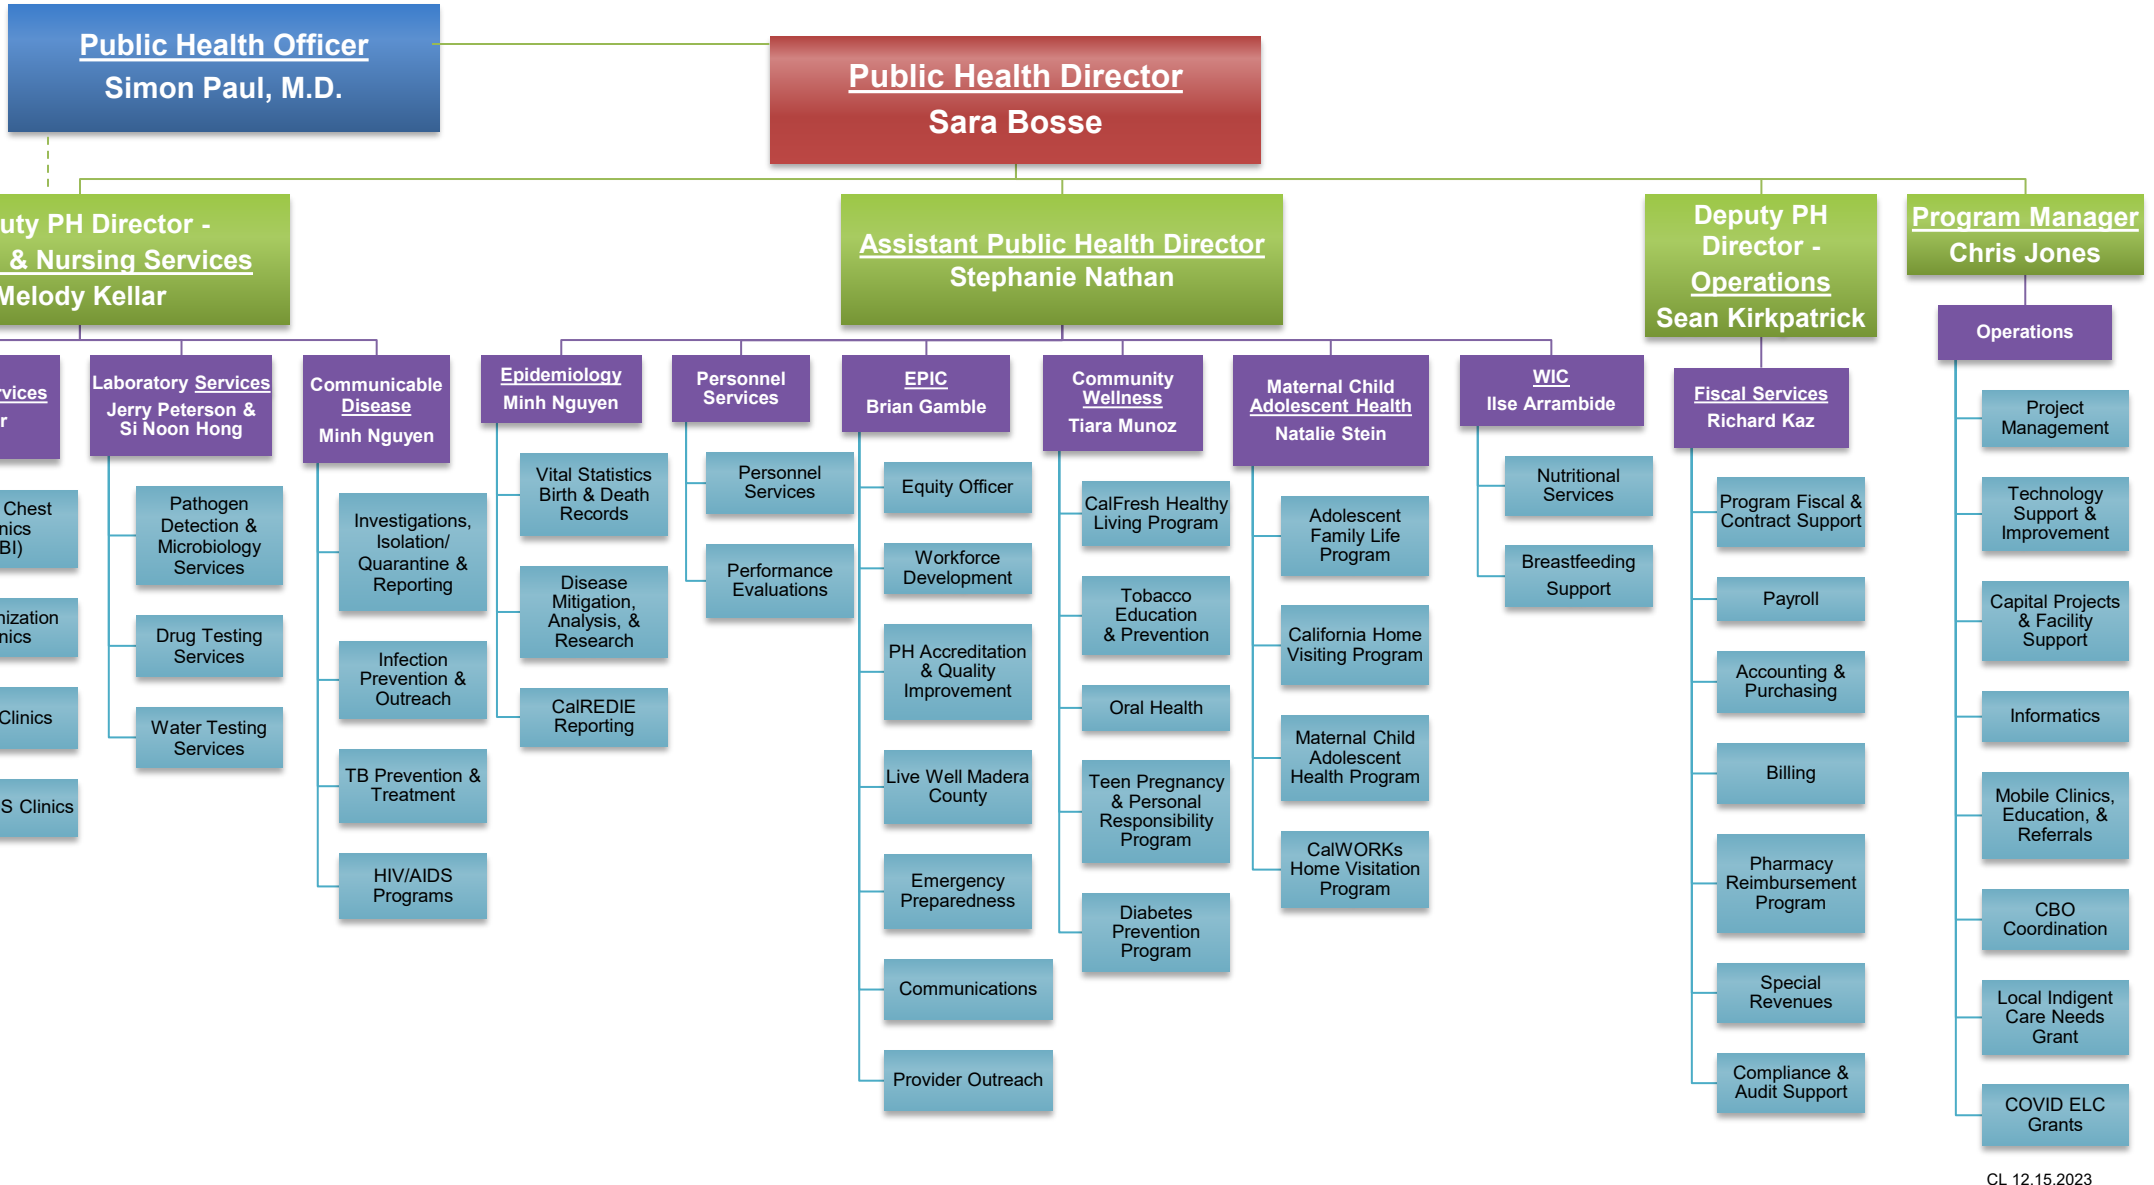 Public Health Officer
Simon Paul, M.D.
Public Health Director
Sara Bosse
PH Director -
& Nursing Services
Melody Kellar
Assistant Public Health Director
Stephanie Nathan
Deputy PH
Director -
Operations
Sean Kirkpatrick
Program Manager
Chris Jones
Chest
Clinics
Clinics
S Clinics
Laboratory Services
Jerry Peterson &
Si Noon Hong
Pathogen
Detection &
Microbiology
Services
Drug Testing
Services
Water Testing
Services
Communicable
Disease
Minh Nguyen
Investigations,
Isolation/
Quarantine &
Reporting
Infection
Prevention &
Outreach
TB Prevention &
Treatment
HIV/AIDS
Programs
Epidemiology
Minh Nguyen
Vital Statistics
Birth & Death
Records
Disease
Mitigation,
Analysis, &
Research
CalREDIE
Reporting
Personnel
Services
Personnel
Services
Performance
Evaluations
EPIC
Brian Gamble
Equity Officer
Workforce
Development
PH Accreditation
& Quality
Improvement
Live Well Madera
County
Emergency
Preparedness
Communications
Provider Outreach
Community
Wellness
Tiara Munoz
CalFresh Healthy
Living Program
Tobacco
Education
& Prevention
Oral Health
Teen Pregnancy
& Personal
Responsibility
Program
Diabetes
Prevention
Program
Maternal Child
Adolescent Health
Natalie Stein
Adolescent
Family Life
Program
California Home
Visiting Program
Maternal Child
Adolescent
Health Program
CalWORKs
Home Visitation
Program
WIC
Ilse Arrambide
Nutritional
Services
Breastfeeding
Support
Fiscal Services
Richard Kaz
Program Fiscal &
Contract Support
Payroll
Accounting &
Purchasing
Billing
Pharmacy
Reimbursement
Program
Special
Revenues
Compliance &
Audit Support
Operations
Project
Management
Technology
Support &
Improvement
Capital Projects
& Facility
Support
Informatics
Mobile Clinics,
Education, &
Referrals
CBO
Coordination
Local Indigent
Care Needs
Grant
COVID ELC
Grants
CL 12.15.2023